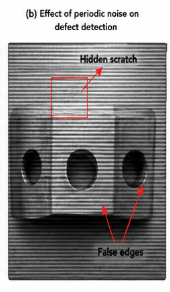 (b) Effect of periodic noise on
defect detection
Hidden scratch
False edges